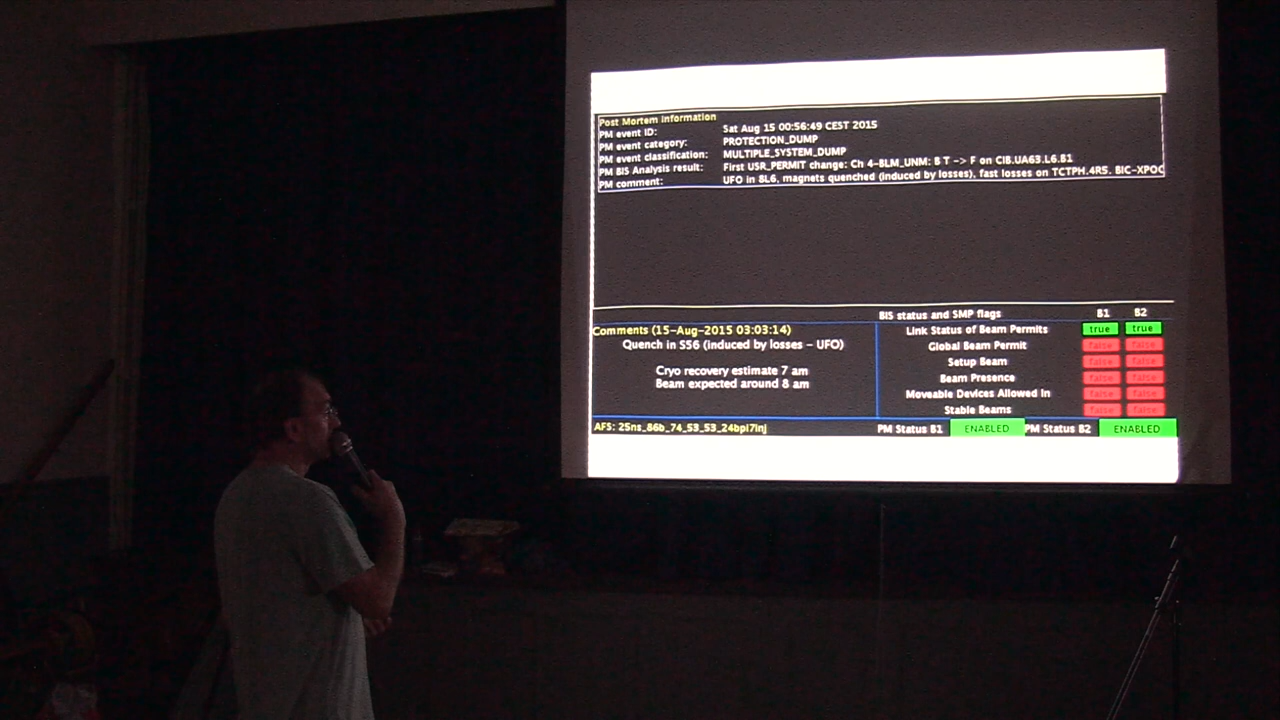 Post Mortem Information
PM event ID: Sat Aug 15 00:56:49 CEST 2015
PM event category: PROTECTION_DUMP
PM event classification: MULTIPLE_SYSTEM_DUMP
PM BIS Analysis result: First USR_PERMIT change: Ch 4-BLM_UNM: B T -> F on CIB.UA63.L6.B1
PM comment: UFO in 8L6, magnets quenched (induced by losses), fast losses on TCTPH.4R5. BIC-XPOC
BIS status and SMP flags B1 B2
Comments (15-Aug-2015 03:03:14)
Quench in S56 (induced by losses - UFO)
Cryo recovery estimate 7 am
Beam expected around 8 am
Link Status of Beam Permits true true
Global Beam Permit false false
Setup Beam false false
Beam Presence false false
Moveable Devices Allowed In false false
Stable Beams false false
AFS: 25ns_86b_74_53_53_24bpi7inj PM Status B1 ENABLED PM Status B2 ENABLED